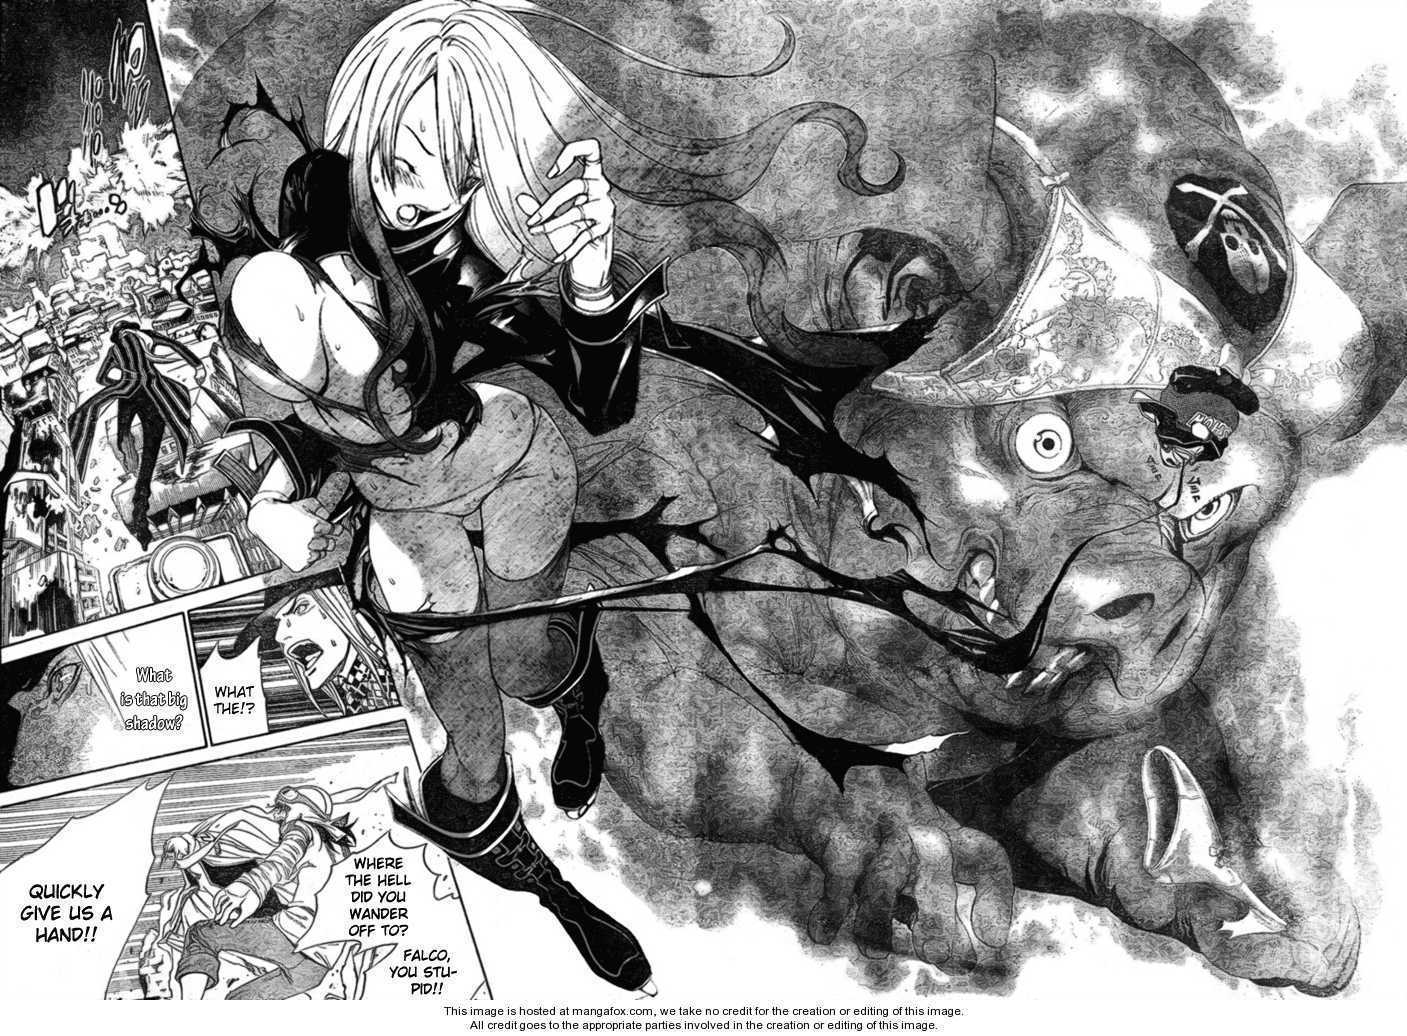 WHAT
THE!?
What
is that big
shadow?
WHERE
THE HELL
DID YOU
WANDER
OFF TO?
FALCO,
YOU STU-
PID!!
QUICKLY
GIVE US A
HAND!!
This image is hosted at mangafox.com, we take no credit for the creation or editing of this image.
All credit goes to the appropriate parties involved in the creation or editing of this image.